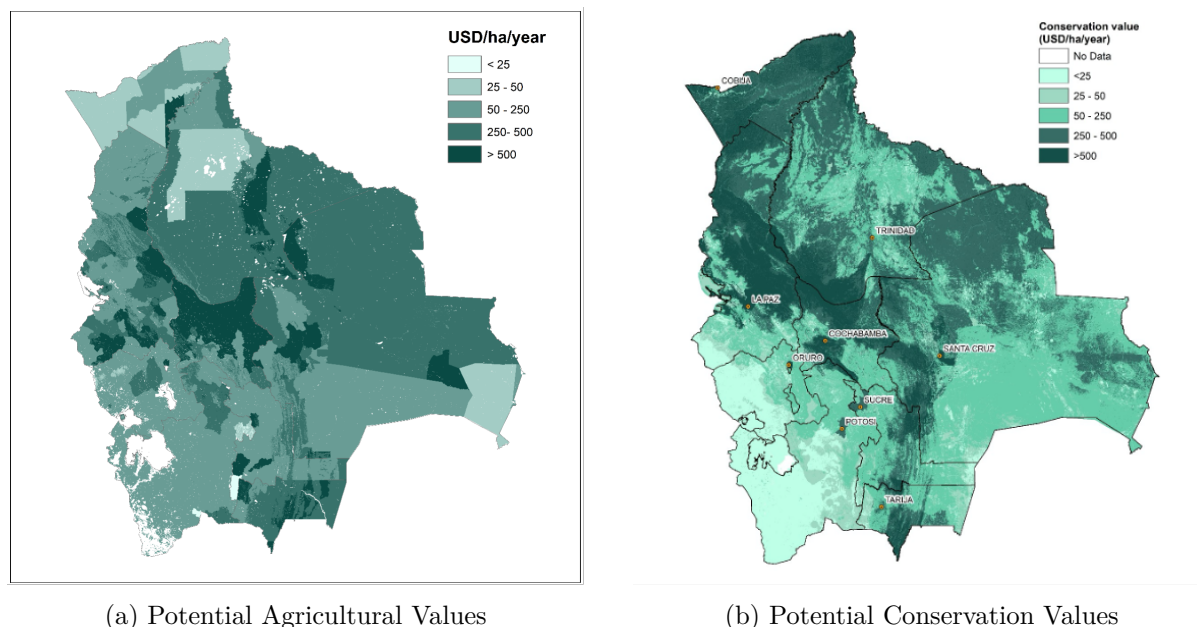 USD/ha/year
< 25
25 - 50
50 - 250
250- 500
> 500
(a) Potential Agricultural Values
Conservation value
(USD/ha/year)
No Data
<25
25 - 50
50 - 250
250 - 500
>500
COBIJA
TRINIDAD
LA PAZ
COCHABAMBA
ORURO
SANTA CRUZ
SUCRE
POTOSI
TARIJA
(b) Potential Conservation Values